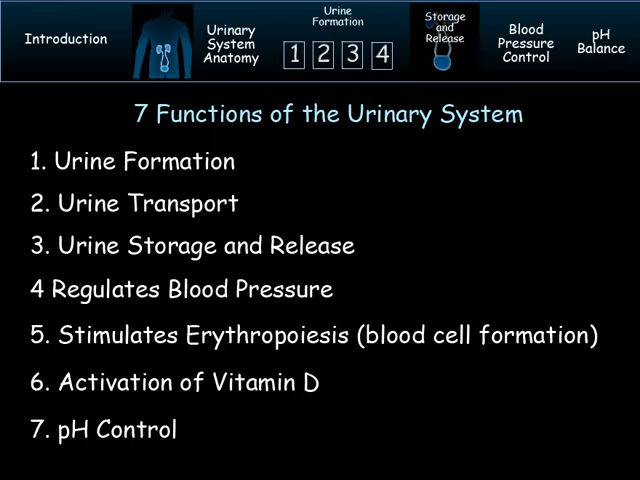 Introduction
Urinary
System
Anatomy
Urine
Formation
1 2 3 4
Storage
and
Release
Blood
Pressure
Control
pH
Balance
7 Functions of the Urinary System
1. Urine Formation
2. Urine Transport
3. Urine Storage and Release
4 Regulates Blood Pressure
5. Stimulates Erythropoiesis (blood cell formation)
6. Activation of Vitamin D
7. pH Control